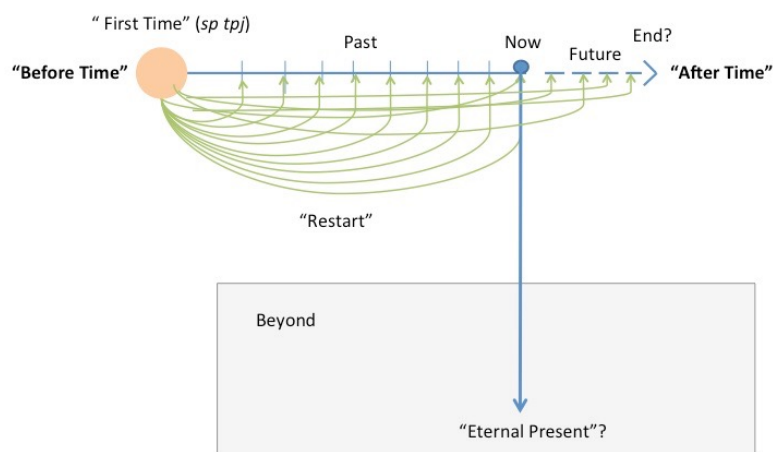 “ First Time” (sp tpj)
Past
Now
Future
End?
“Before Time”
“After Time”
“Restart”
Beyond
“Eternal Present”?